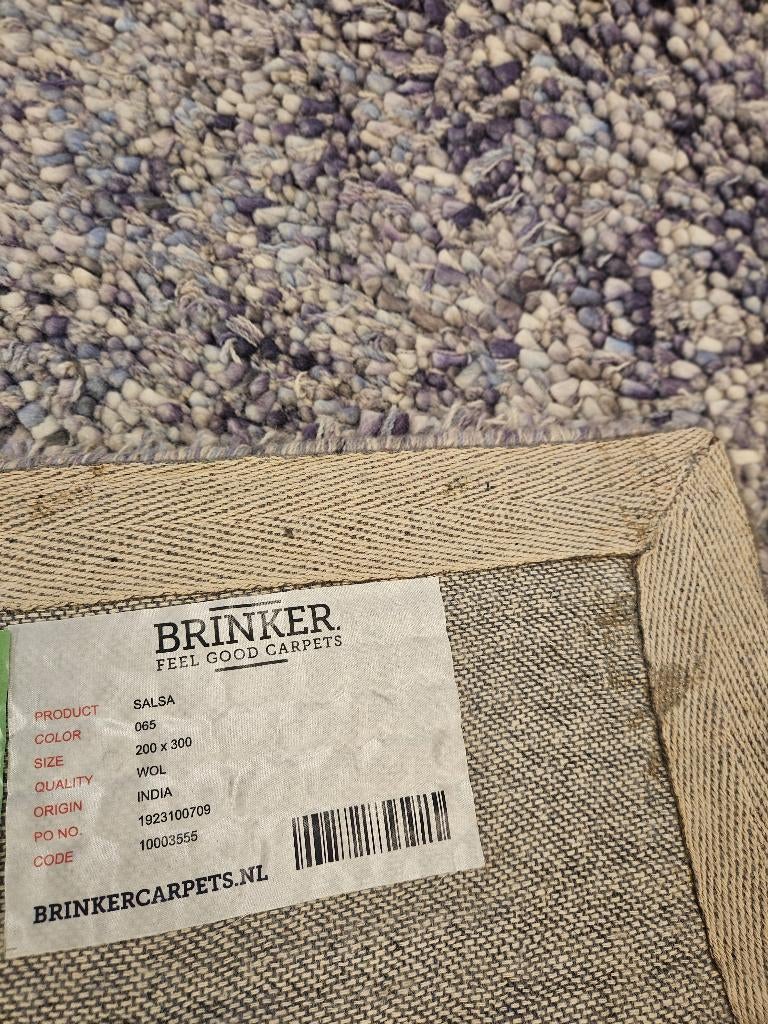 BRINKER.
FEEL GOOD CARPETS
PRODUCT SALSA
COLOR 065
SIZE 200 x 300
QUALITY WOL
ORIGIN INDIA
PO NO. 1923100709
CODE 10003555
BRINKERCARPETS.NL